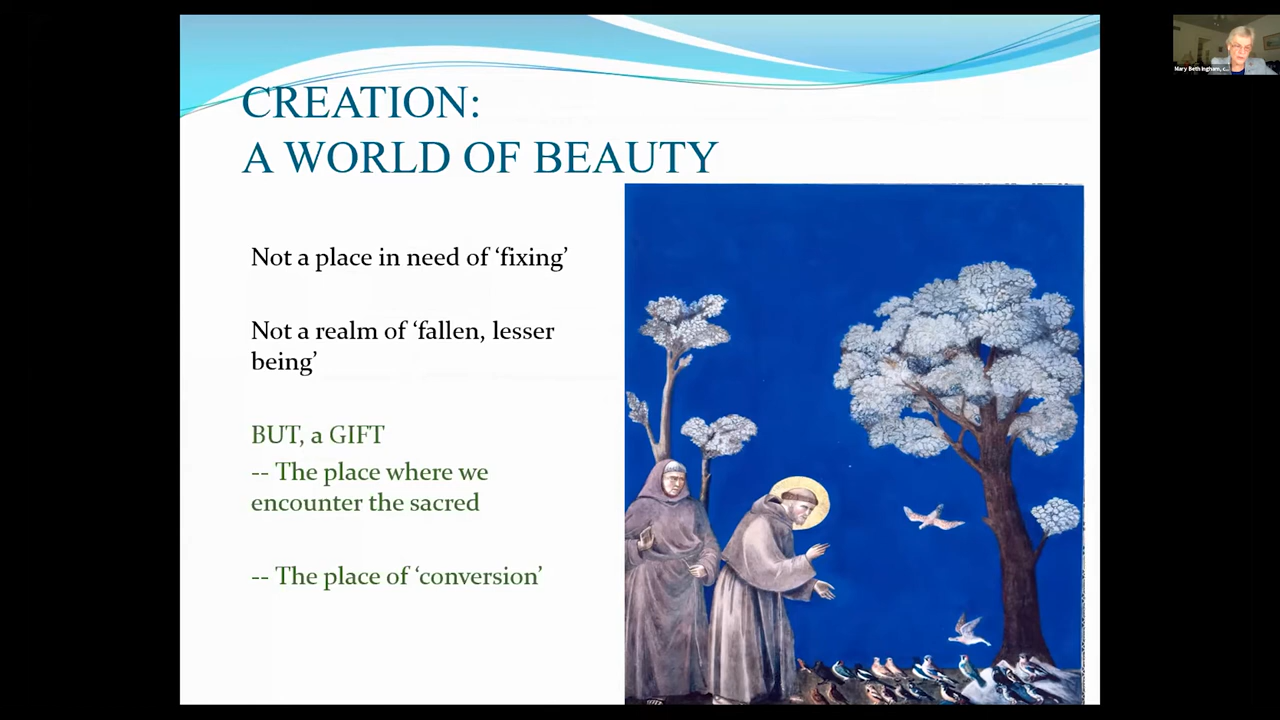 CREATION:
A WORLD OF BEAUTY
Not a place in need of ‘fixing’
Not a realm of ‘fallen, lesser
being’
BUT, a GIFT
-- The place where we
encounter the sacred
-- The place of ‘conversion’
Mary Beth Ingham, c...